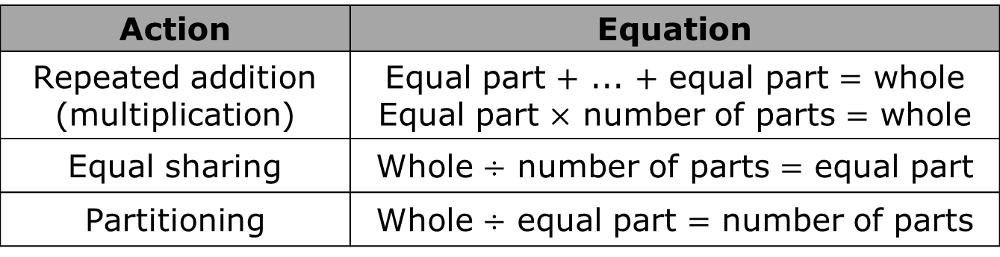 Action
Equation
Repeated addition
(multiplication)
Equal part + ... + equal part = whole
Equal part × number of parts = whole
Equal sharing
Whole ÷ number of parts = equal part
Partitioning
Whole ÷ equal part = number of parts